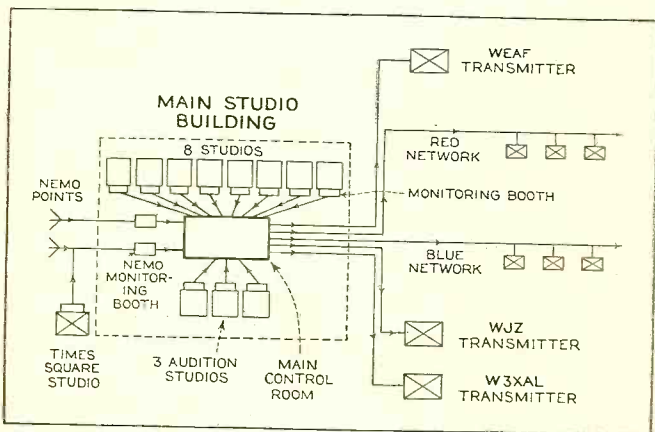 WEAF
TRANSMITTER
MAIN STUDIO
BUILDING
8 STUDIOS
RED
NETWORK
NEMO
POINTS
MONITORING BOOTH
NEMO
MONITOR-
ING
BOOTH
BLUE
NETWORK
TIMES
SQUARE
STUDIO
3 AUDITION
STUDIOS
MAIN
CONTROL
ROOM
WJZ
TRANSMITTER
W3XAL
TRANSMITTER